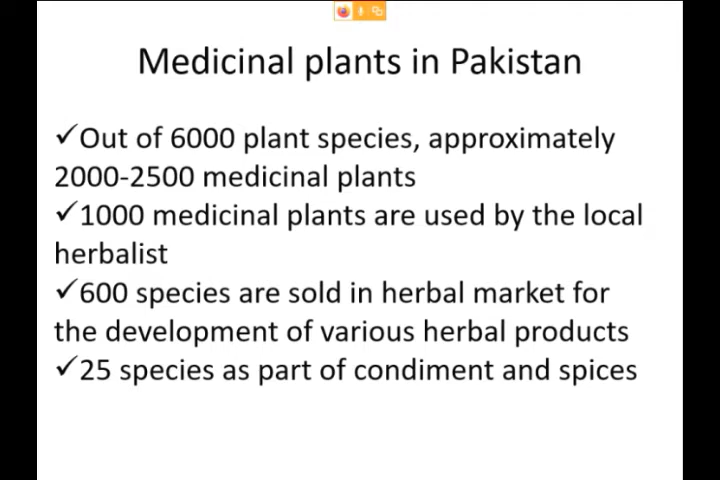 Medicinal plants in Pakistan
✓Out of 6000 plant species, approximately
2000-2500 medicinal plants
✓1000 medicinal plants are used by the local
herbalist
✓600 species are sold in herbal market for
the development of various herbal products
✓25 species as part of condiment and spices